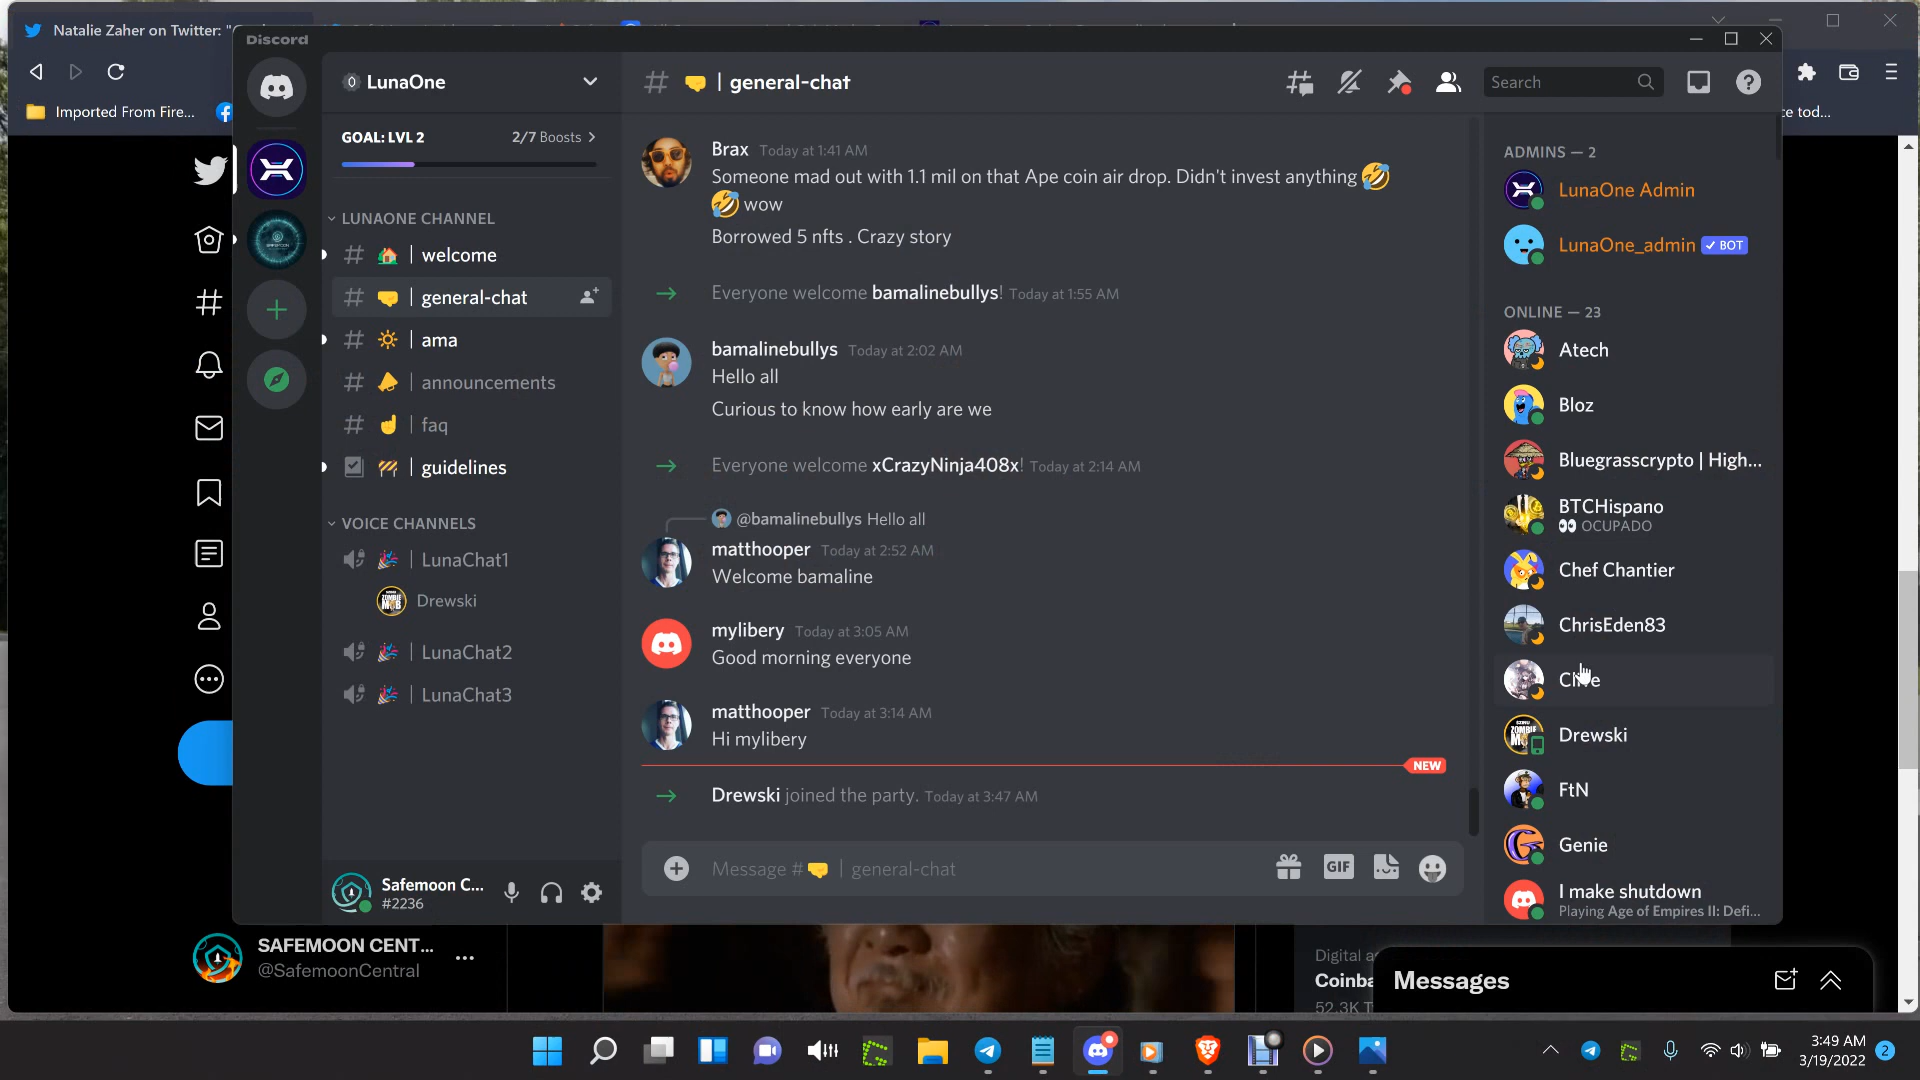 Natalie Zaher on Twitter: "
Imported From Fire...
ce tod...
Discord
LunaOne
GOAL: LVL 2
2/7 Boosts
LUNAONE CHANNEL
welcome
general-chat
ama
announcements
faq
guidelines
VOICE CHANNELS
LunaChat1
Drewski
LunaChat2
LunaChat3
Safemoon C...
#2236
general-chat
Search
Brax Today at 1:41 AM
Someone mad out with 1.1 mil on that Ape coin air drop. Didn't invest anything
wow
Borrowed 5 nfts . Crazy story
Everyone welcome bamalinebullys! Today at 1:55 AM
bamalinebullys Today at 2:02 AM
Hello all
Curious to know how early are we
Everyone welcome xCrazyNinja408x! Today at 2:14 AM
@bamalinebullys Hello all
matthooper Today at 2:52 AM
Welcome bamaline
mylibery Today at 3:05 AM
Good morning everyone
matthooper Today at 3:14 AM
Hi mylibery
NEW
Drewski joined the party. Today at 3:47 AM
Message # | general-chat
GIF
ADMINS — 2
LunaOne Admin
LunaOne_admin BOT
ONLINE — 23
Atech
Bloz
Bluegrasscrypto | High...
BTCHispano
OCUPADO
Chef Chantier
ChrisEden83
Drewski
FtN
Genie
I make shutdown
Playing Age of Empires II: Defi...
SAFEMOON CENT...
@SafemoonCentral
Digital a
Coinba
52.3K T
Messages
3:49 AM
3/19/2022
2